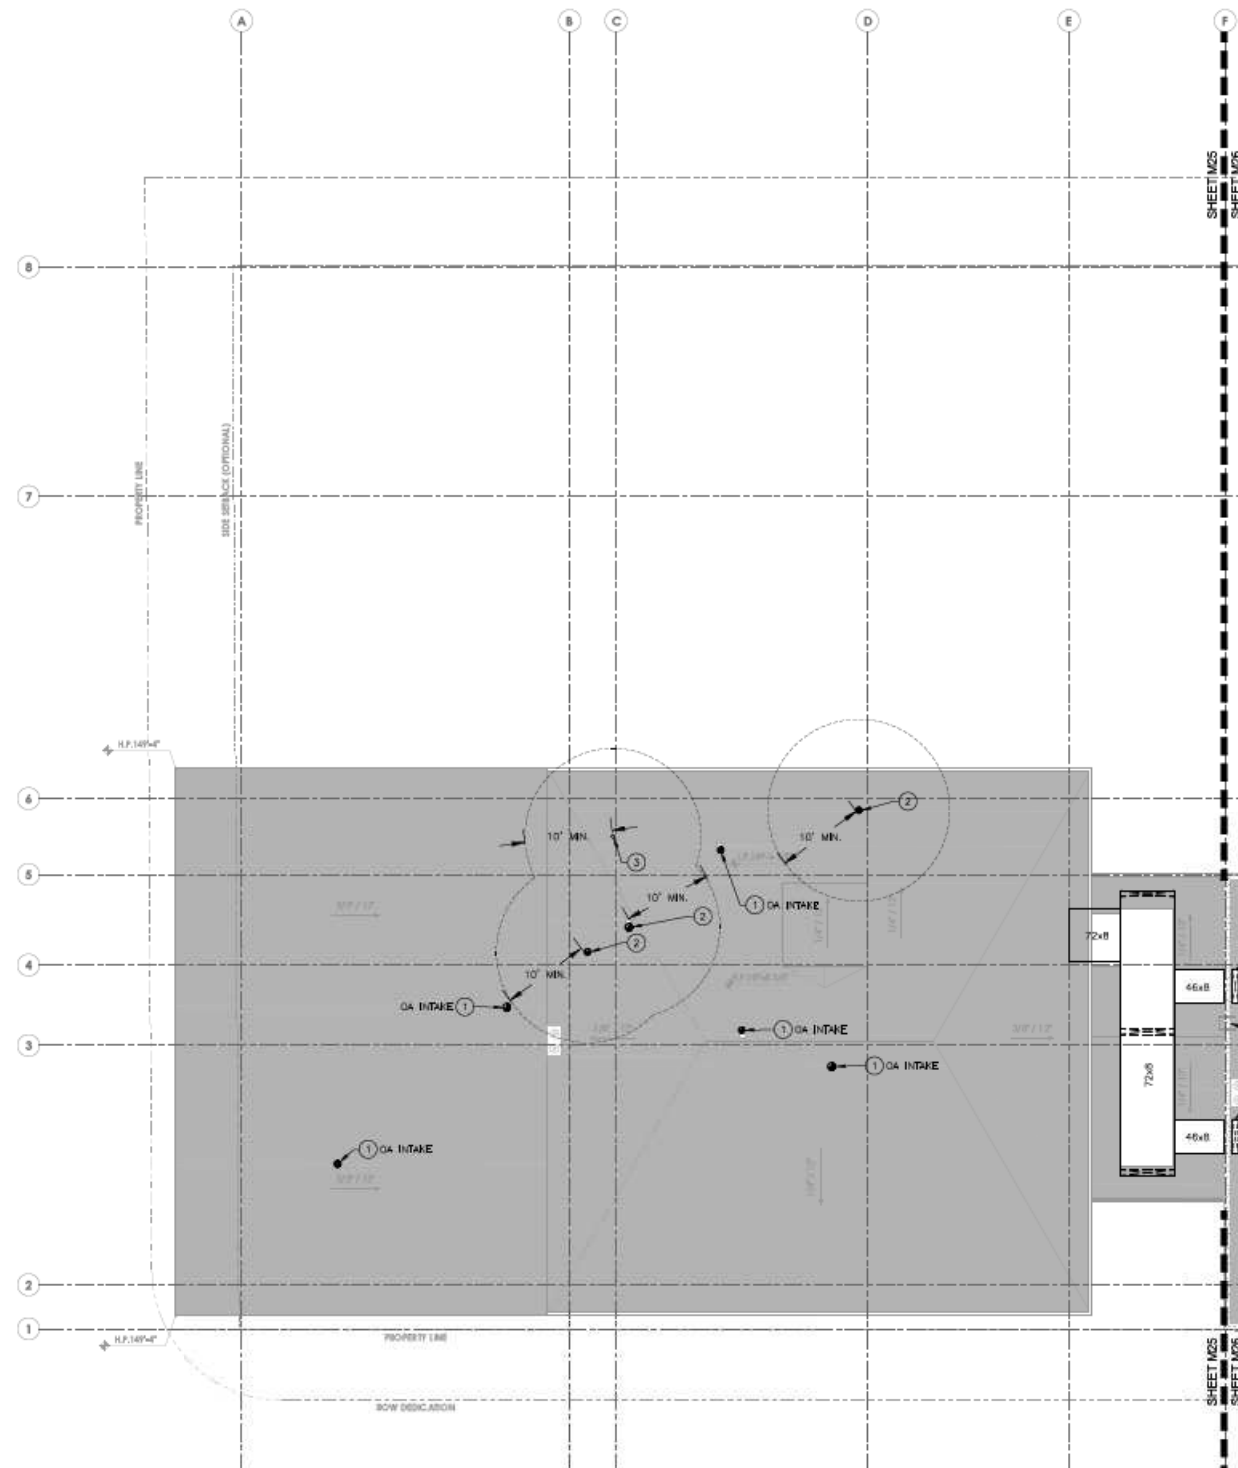 A
B
C
D
E
F
SHEET M25
SHEET M26
8
PROPERTY LINE
SIDE SETBACK (OPTIONAL)
7
H.P.149'-4"
6
2
10' MIN.
10' MIN.
3
5
10' MIN.
1 OA INTAKE
2
2
72x8
4
10' MIN.
46x8
OA INTAKE 1
1 OA INTAKE
3
1 OA INTAKE
72x8
46x8
1 OA INTAKE
2
1
H.P.149'-4"
PROPERTY LINE
ROW DEDICATION
SHEET M25
SHEET M26